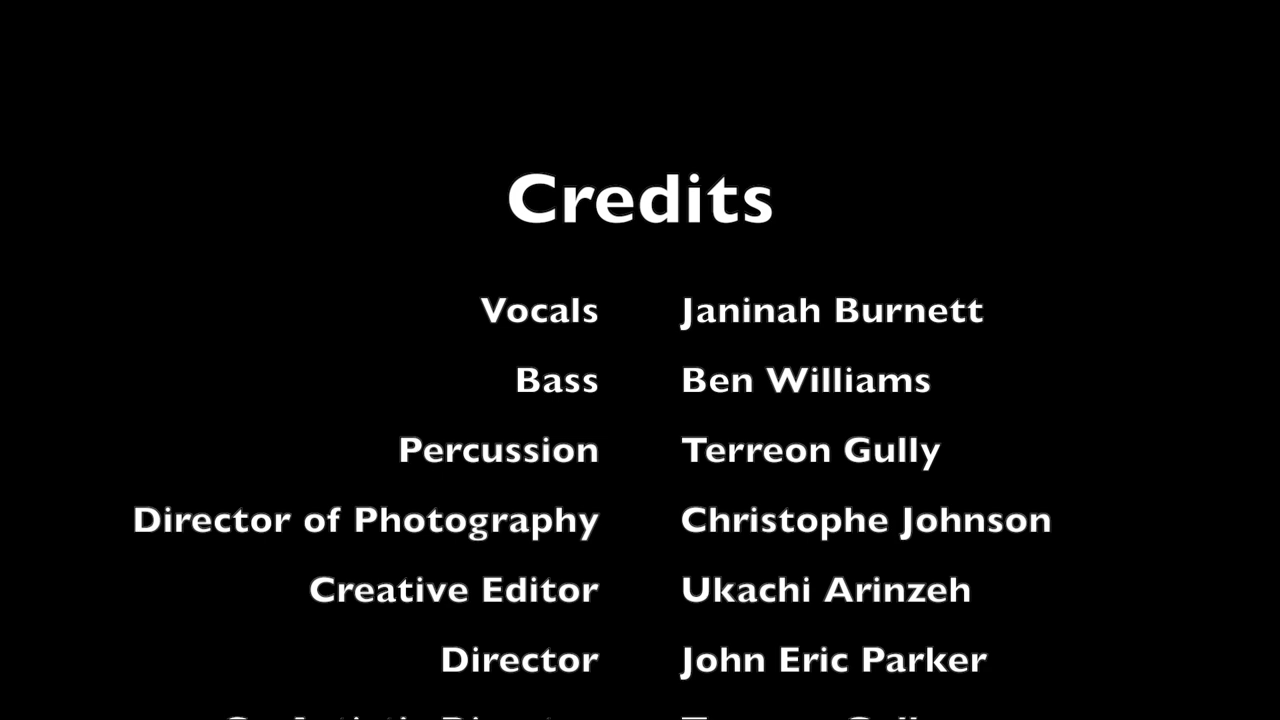 Credits
Vocals Janinah Burnett
Bass Ben Williams
Percussion Terreon Gully
Director of Photography Christophe Johnson
Creative Editor Ukachi Arinzeh
Director John Eric Parker